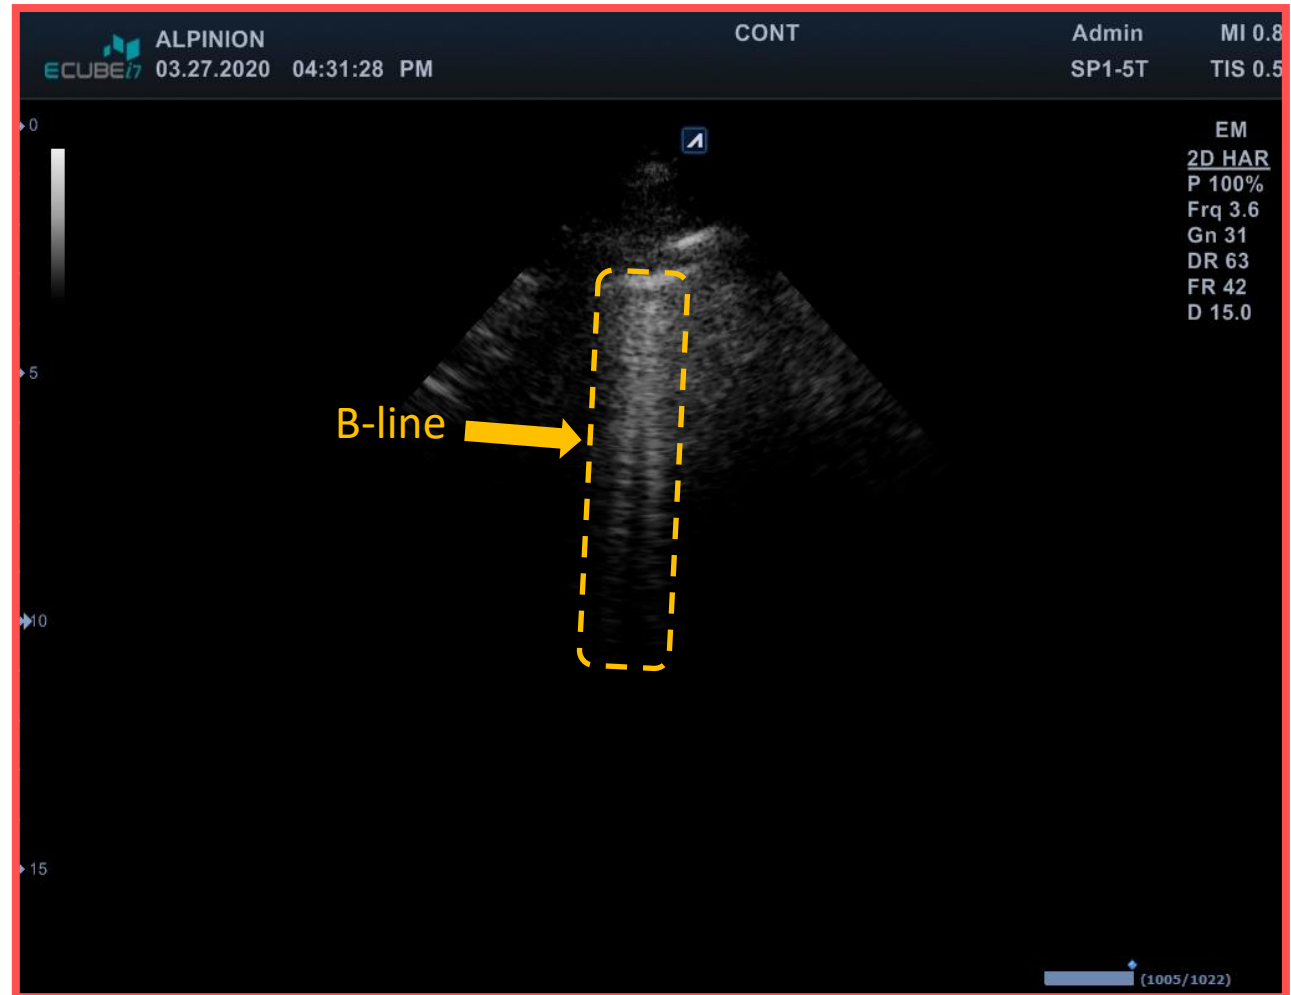 ECUBEi7
ALPINION
03.27.2020 04:31:28 PM
CONT
Admin
SP1-5T
MI 0.8
TIS 0.5
0
5
10
15
EM
2D HAR
P 100%
Frq 3.6
Gn 31
DR 63
FR 42
D 15.0
B-line
(1005/1022)